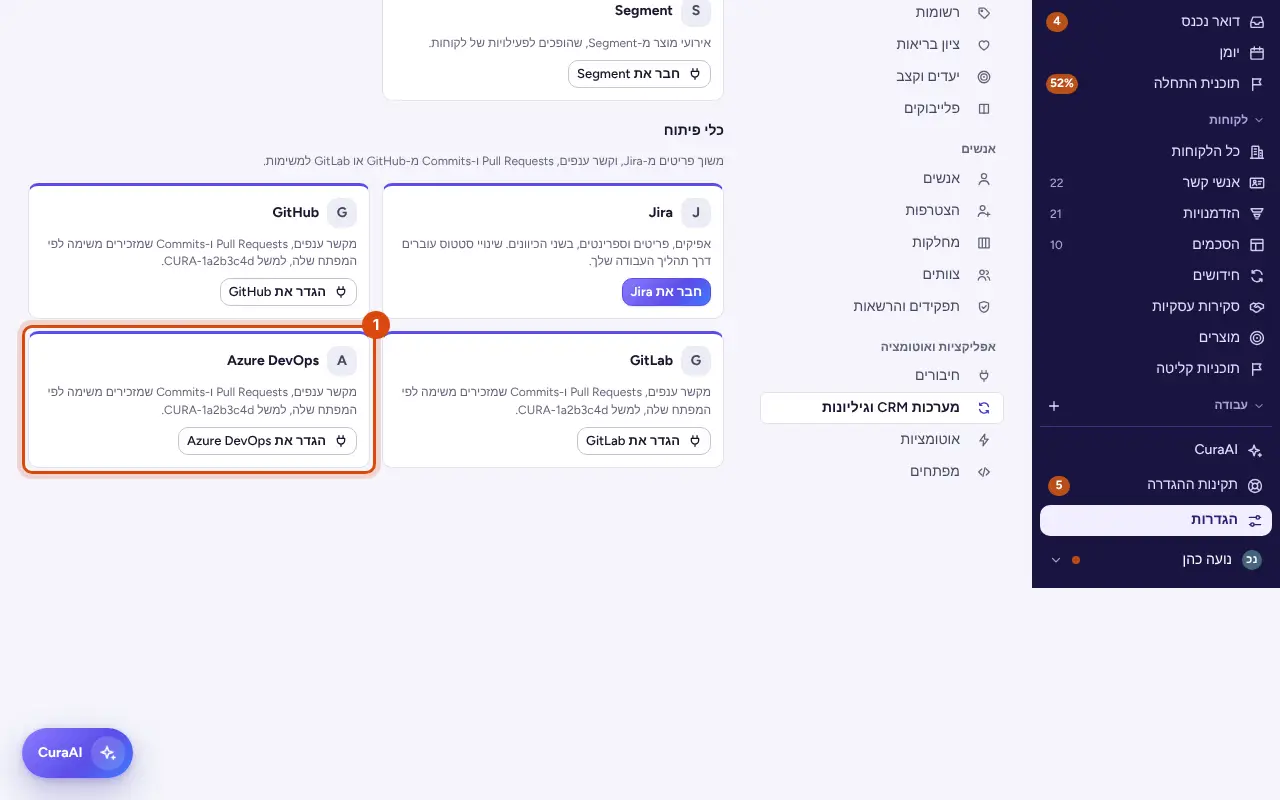 דואר נכנס
4
יומן
תוכנית התחלה
52%
לקוחות
כל הלקוחות
אנשי קשר
22
הזדמנויות
21
הסכמים
10
חידושים
סקירות עסקיות
מוצרים
תוכניות קליטה
עבודה
CuraAI
תקינות ההגדרה
5
הגדרות
נכ
נועה כהן
רשומות
ציון בריאות
יעדים וקצב
פלייבוקים
אנשים
אנשים
הצטרפות
מחלקות
צוותים
תפקידים והרשאות
אפליקציות ואוטומציה
חיבורים
מערכות CRM וגיליונות
אוטומציות
מפתחים
S
Segment
אירועי מוצר מ-Segment, שהופכים לפעילויות של לקוחות.
חבר את Segment
כלי פיתוח
משוך פריטים מ-Jira, וקשר ענפים, Pull Requests ו-Commits מ-GitHub או GitLab למשימות.
J
Jira
אפיקים, פריטים וספרינטים, בשני הכיוונים. שינויי סטטוס עוברים
דרך תהליך העבודה שלך.
חבר את Jira
G
GitHub
מקשר ענפים, Pull Requests ו-Commits שמזכירים משימה לפי
המפתח שלה, למשל CURA-1a2b3c4d.
הגדר את GitHub
G
GitLab
מקשר ענפים, Pull Requests ו-Commits שמזכירים משימה לפי
המפתח שלה, למשל CURA-1a2b3c4d.
הגדר את GitLab
1
A
Azure DevOps
מקשר ענפים, Pull Requests ו-Commits שמזכירים משימה לפי
המפתח שלה, למשל CURA-1a2b3c4d.
הגדר את Azure DevOps
CuraAI